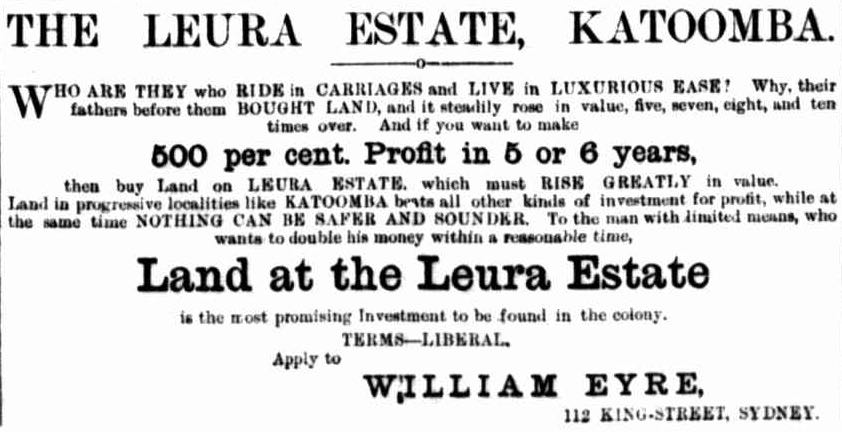 THE LEURA ESTATE, KATOOMBA.
WHO ARE THEY who RIDE in CARRIAGES and LIVE in LUXURIOUS EASE? Why, their
fathers before them BOUGHT LAND, and it steadily rose in value, five, seven, eight, and ten
times over. And if you want to make
500 per cent. Profit in 5 or 6 years,
then buy Land on LEURA ESTATE, which must RISE GREATLY in value.
Land in progressive localities like KATOOMBA beats all other kinds of investment for profit, while at
the same time NOTHING CAN BE SAFER AND SOUNDER. To the man with limited means, who
wants to double his money within a reasonable time,
Land at the Leura Estate
is the most promising Investment to be found in the colony.
TERMS—LIBERAL.
Apply to
WILLIAM EYRE,
112 KING-STREET, SYDNEY.